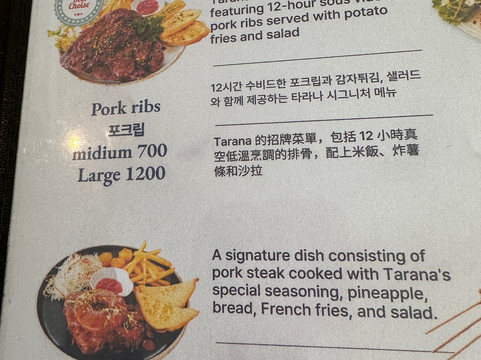 Choise
featuring 12-hour sous
pork ribs served with potato
fries and salad
12시간 수비드한 포크립과 감자튀김, 샐러드
와 함께 제공하는 타라나 시그니처 메뉴
Pork ribs
포크립
midium 700
Large 1200
Tarana 的招牌菜單，包括 12 小時真
空低溫烹調的排骨，配上米飯、炸薯
條和沙拉
A signature dish consisting of
pork steak cooked with Tarana's
special seasoning, pineapple,
bread, French fries, and salad.